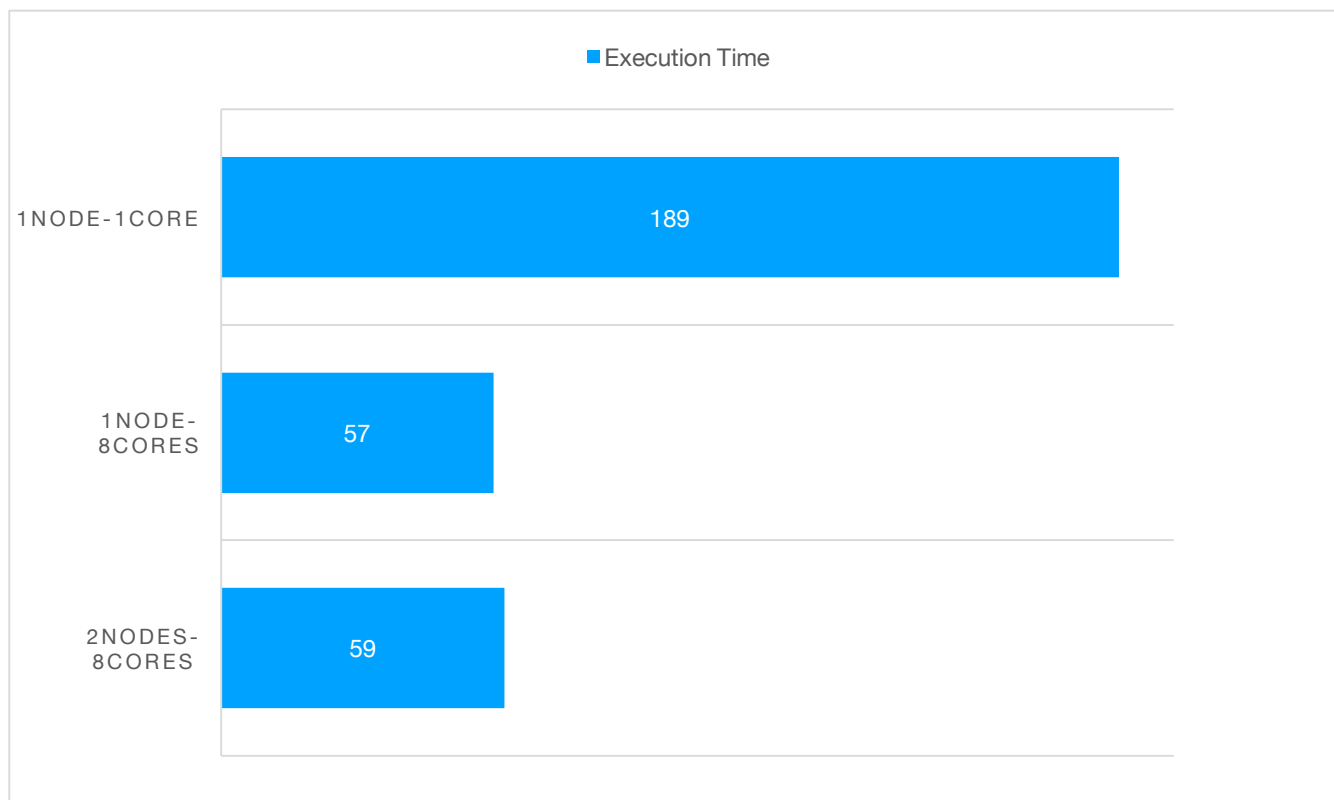 Execution Time
1NODE-1CORE
189
1NODE-
8CORES
57
2NODES-
8CORES
59